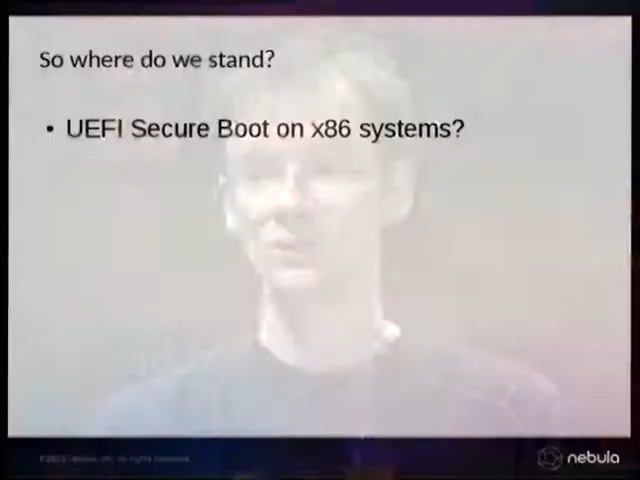 So where do we stand?
• UEFI Secure Boot on x86 systems?
nebula